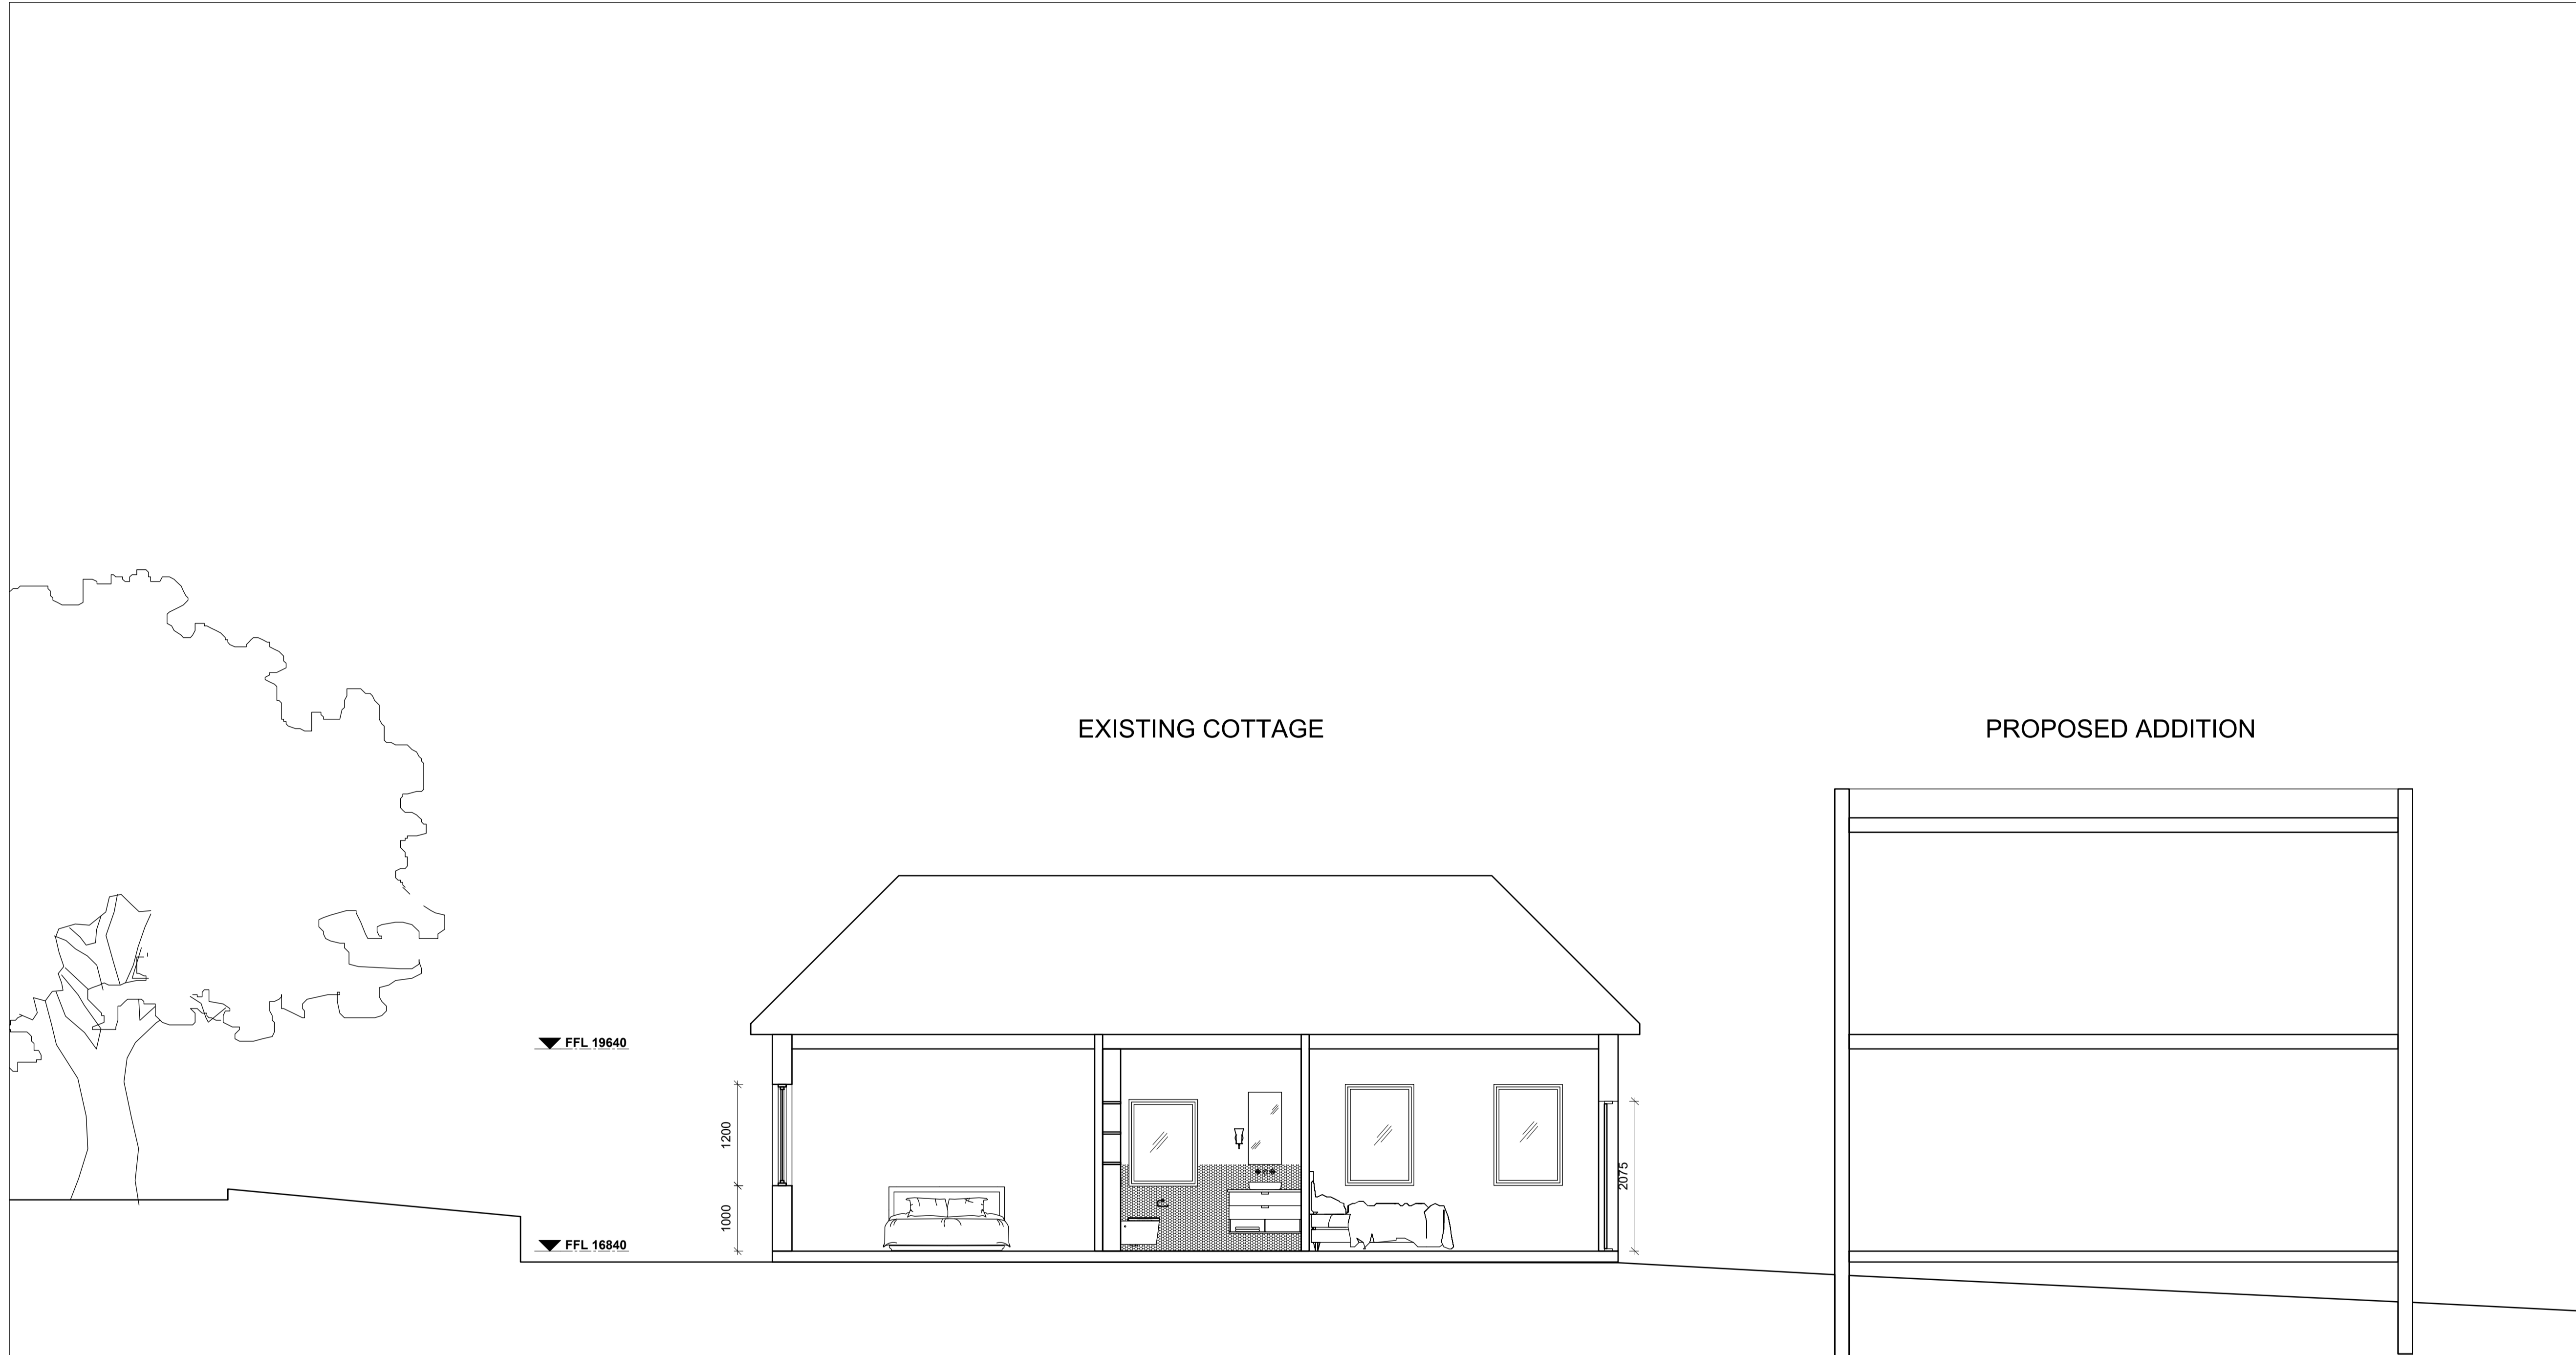 EXISTING COTTAGE
PROPOSED ADDITION
FFL 19640
1200
2075
1000
FFL 16840